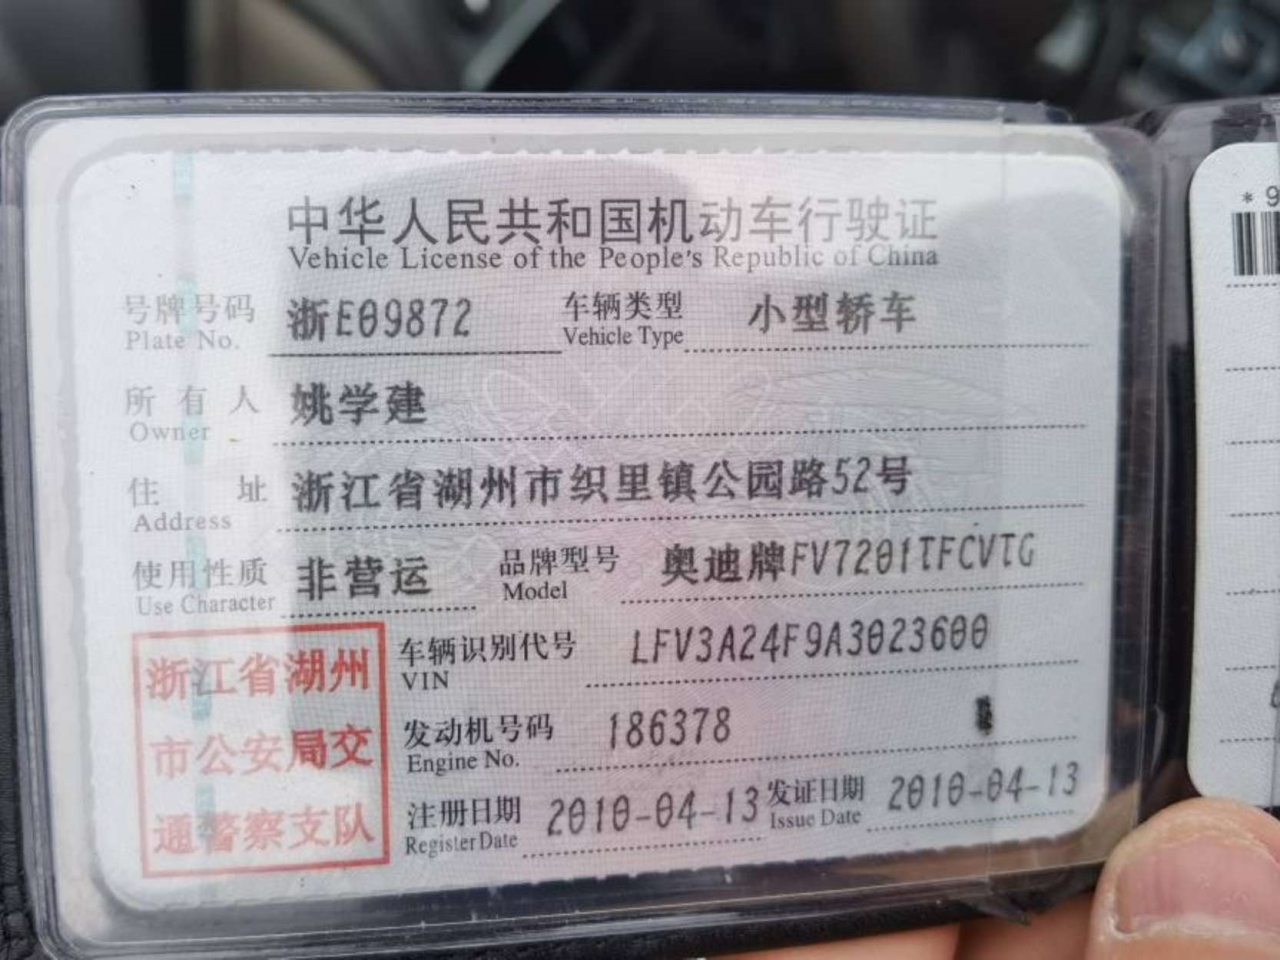 中华人民共和国机动车行驶证
Vehicle License of the People's Republic of China
号牌号码 浙E09872 车辆类型 小型轿车
Plate No. Vehicle Type
所有人 姚学建
Owner
住址 浙江省湖州市织里镇公园路52号
Address
使用性质 非营运 品牌型号 奥迪牌FV7201TFCVTG
Use Character Model
浙江省湖州
市公安局交
通警察支队
车辆识别代号 LFV3A24F9A3023600
VIN
发动机号码 186378
Engine No.
注册日期 2010-04-13 发证日期 2010-04-13
Register Date Issue Date
*9